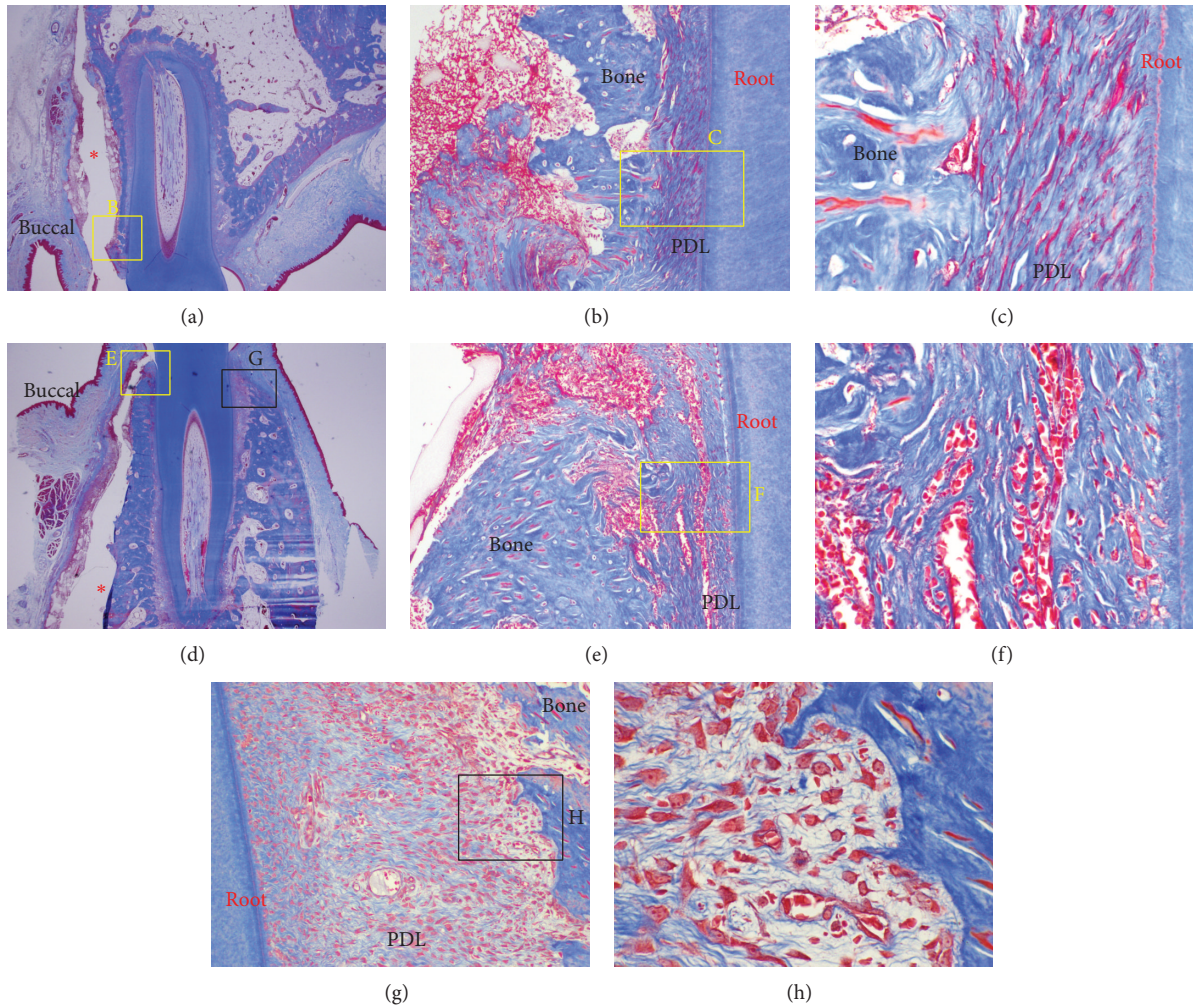 *
B
Buccal
(a)
Bone
Root
C
PDL
(b)
Root
Bone
PDL
(c)
E
G
Buccal
*
(d)
Root
F
Bone
PDL
(e)
(f)
Bone
H
Root
PDL
(g)
(h)